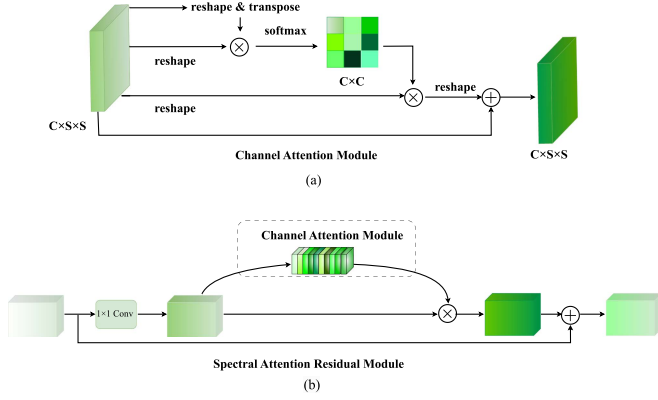 reshape & transpose
softmax
reshape
C×C
reshape
reshape
C×S×S
C×S×S
Channel Attention Module
(a)
Channel Attention Module
1×1 Conv
Spectral Attention Residual Module
(b)